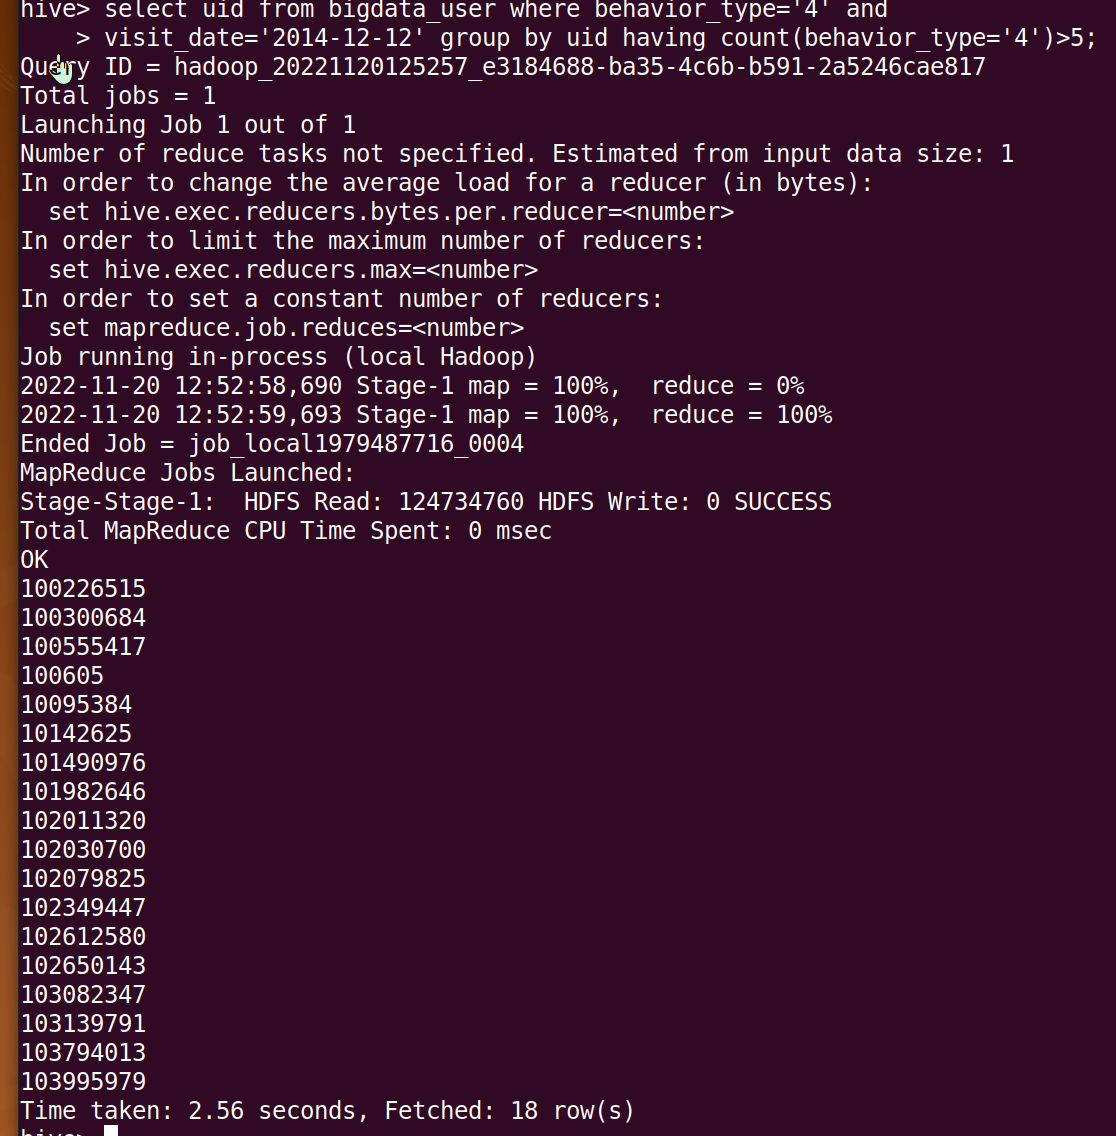 hive> select uid from bigdata_user where behavior_type='4' and
    > visit_date='2014-12-12' group by uid having count(behavior_type='4')>5;
Query ID = hadoop_20221120125257_e3184688-ba35-4c6b-b591-2a5246cae817
Total jobs = 1
Launching Job 1 out of 1
Number of reduce tasks not specified. Estimated from input data size: 1
In order to change the average load for a reducer (in bytes):
  set hive.exec.reducers.bytes.per.reducer=<number>
In order to limit the maximum number of reducers:
  set hive.exec.reducers.max=<number>
In order to set a constant number of reducers:
  set mapreduce.job.reduces=<number>
Job running in-process (local Hadoop)
2022-11-20 12:52:58,690 Stage-1 map = 100%,  reduce = 0%
2022-11-20 12:52:59,693 Stage-1 map = 100%,  reduce = 100%
Ended Job = job_local1979487716_0004
MapReduce Jobs Launched:
Stage-Stage-1:  HDFS Read: 124734760 HDFS Write: 0 SUCCESS
Total MapReduce CPU Time Spent: 0 msec
OK
100226515
100300684
100555417
100605
10095384
10142625
101490976
101982646
102011320
102030700
102079825
102349447
102612580
102650143
103082347
103139791
103794013
103995979
Time taken: 2.56 seconds, Fetched: 18 row(s)
hive>